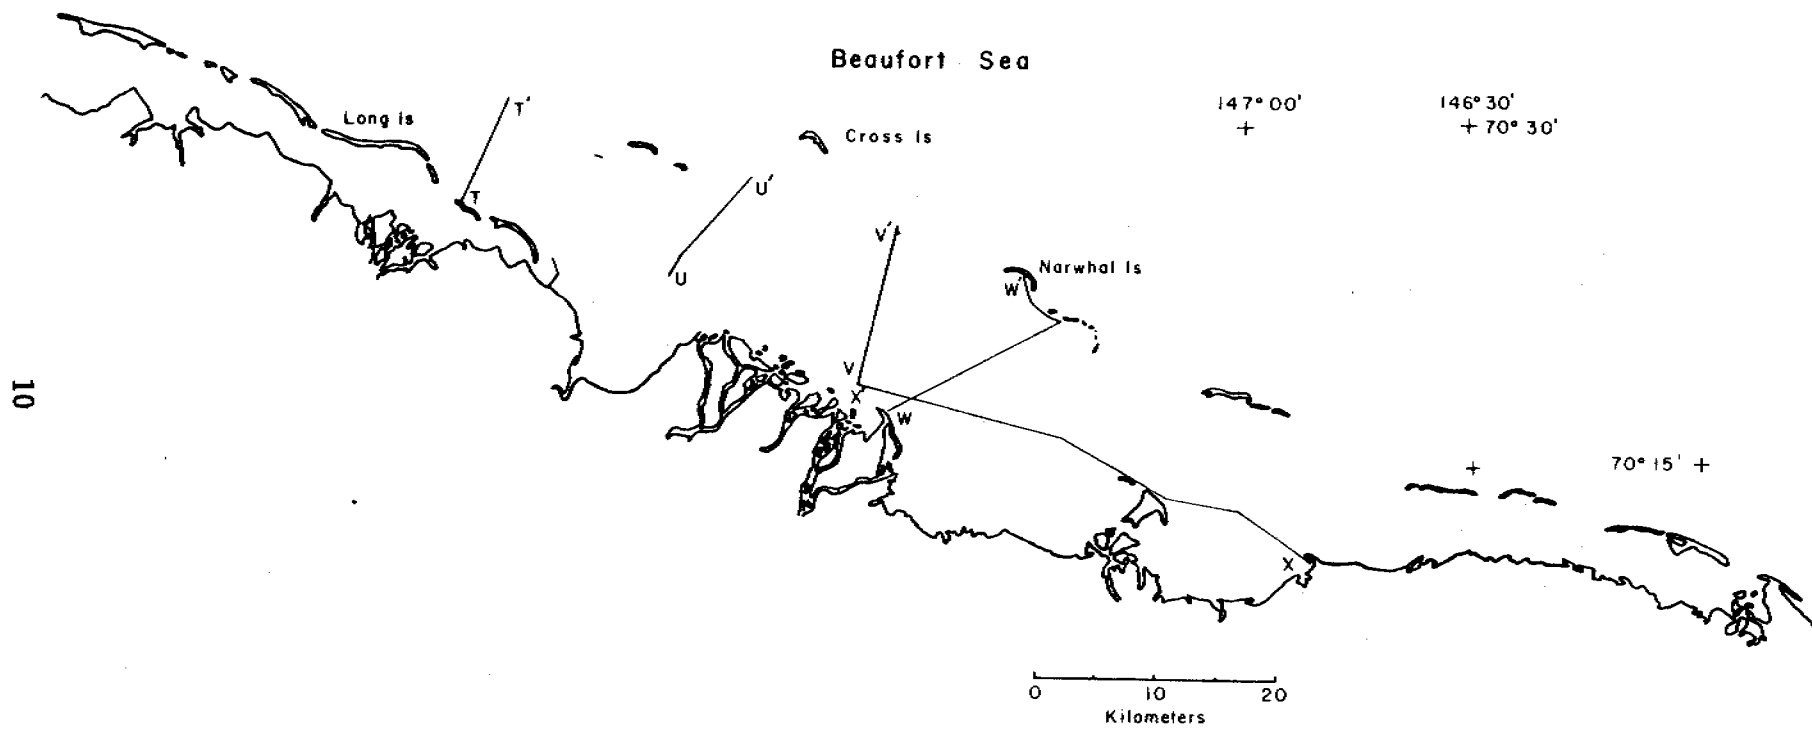 Beaufort Sea
147° 00'
146° 30'
+ 70° 30'
Long Is
T'
Cross Is
T
U'
V'
U
Narwhal Is
W'
V
X'
W
70° 15' +
X
0 10 20
Kilometers
10